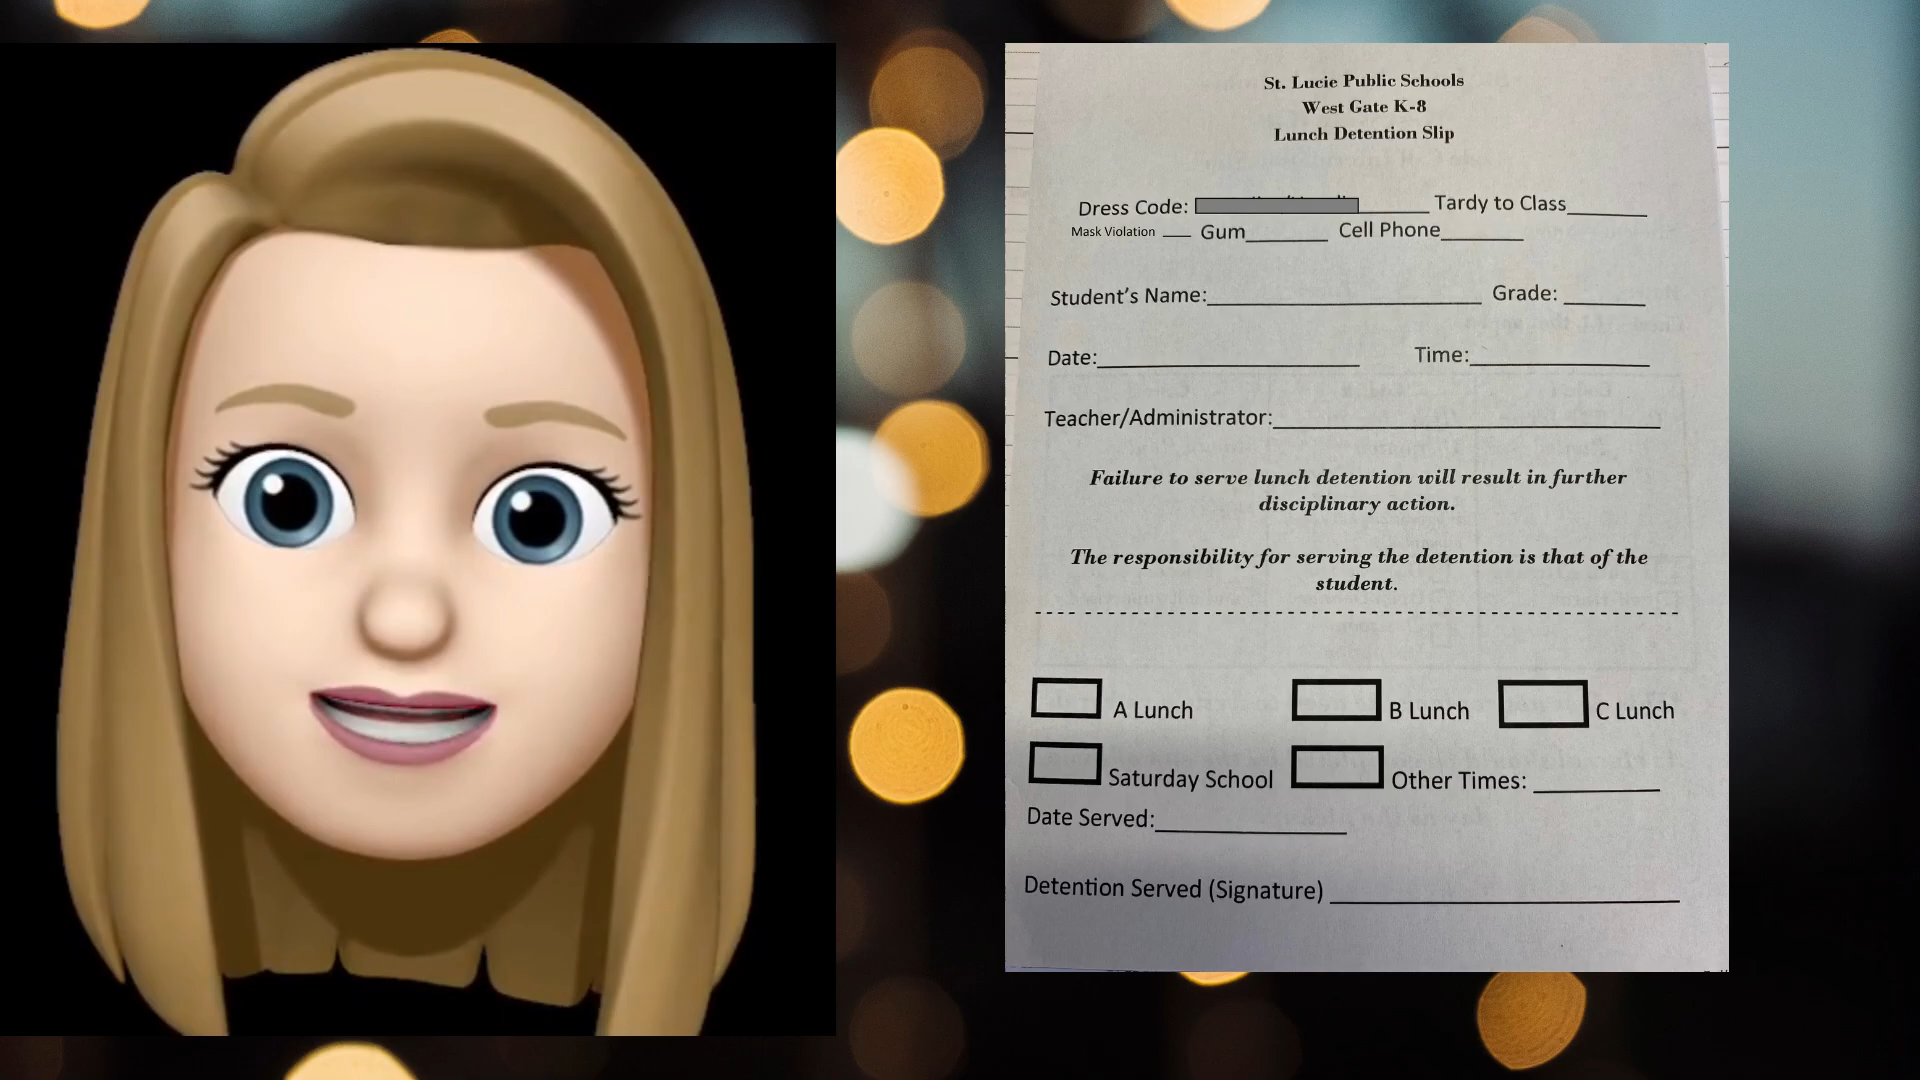 St. Lucie Public Schools
West Gate K-8
Lunch Detention Slip
Dress Code: Tardy to Class
Mask Violation Gum Cell Phone
Student's Name: Grade:
Date: Time:
Teacher/Administrator:
Failure to serve lunch detention will result in further
disciplinary action.
The responsibility for serving the detention is that of the
student.
A Lunch B Lunch C Lunch
Saturday School Other Times:
Date Served:
Detention Served (Signature)